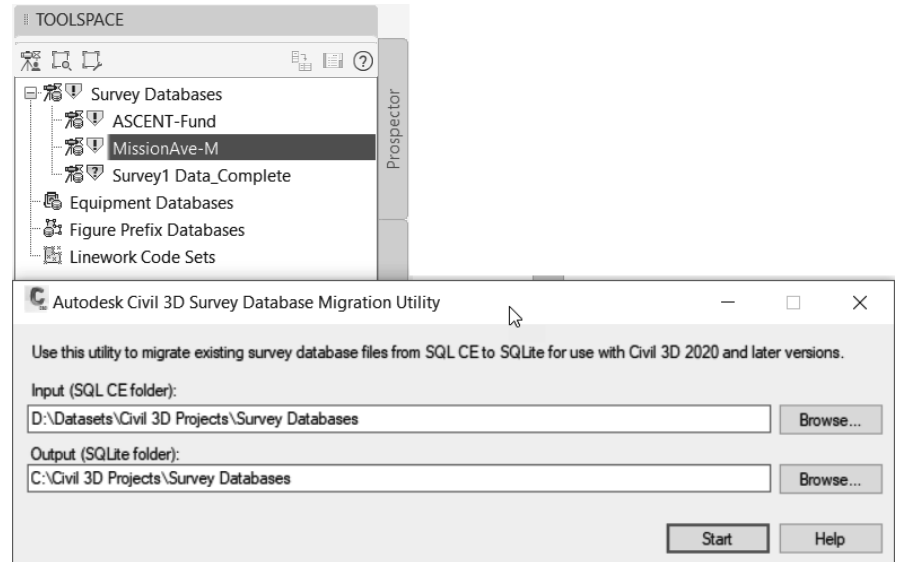 TOOLSPACE
Survey Databases
ASCENT-Fund
MissionAve-M
Survey1 Data_Complete
Equipment Databases
Figure Prefix Databases
Linework Code Sets
Prospector
Autodesk Civil 3D Survey Database Migration Utility
Use this utility to migrate existing survey database files from SQL CE to SQLite for use with Civil 3D 2020 and later versions.
Input (SQL CE folder):
D:\Datasets\Civil 3D Projects\Survey Databases
Browse...
Output (SQLite folder):
C:\Civil 3D Projects\Survey Databases
Browse...
Start
Help